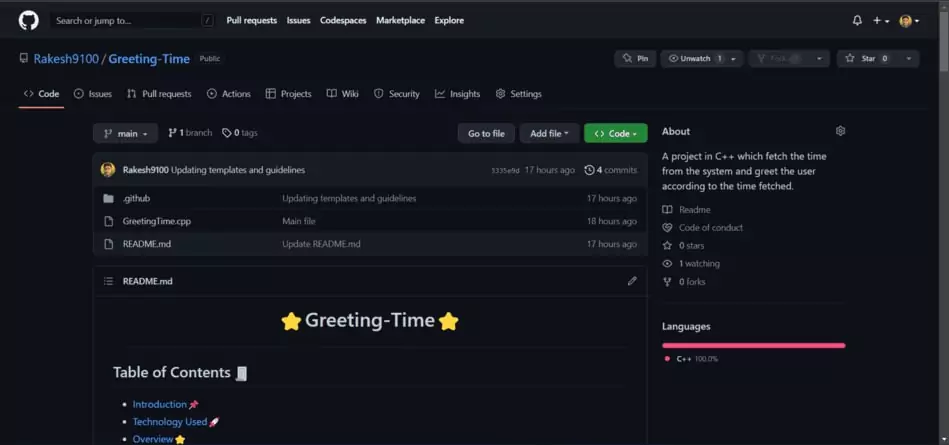 Search or jump to... /
Pull requests Issues Codespaces Marketplace Explore
Rakesh9100 / Greeting-Time Public
Pin Unwatch 1 Fork Star 0
Code Issues Pull requests Actions Projects Wiki Security Insights Settings
main 1 branch 0 tags Go to file Add file Code
Rakesh9100 Updating templates and guidelines 3335e9d 17 hours ago 4 commits
.github Updating templates and guidelines 17 hours ago
GreetingTime.cpp Main file 18 hours ago
README.md Update README.md 17 hours ago
README.md
Greeting-Time
Table of Contents
Introduction
Technology Used
Overview
About
A project in C++ which fetch the time
from the system and greet the user
according to the time fetched.
Readme
Code of conduct
0 stars
1 watching
0 forks
Languages
C++ 100.0%